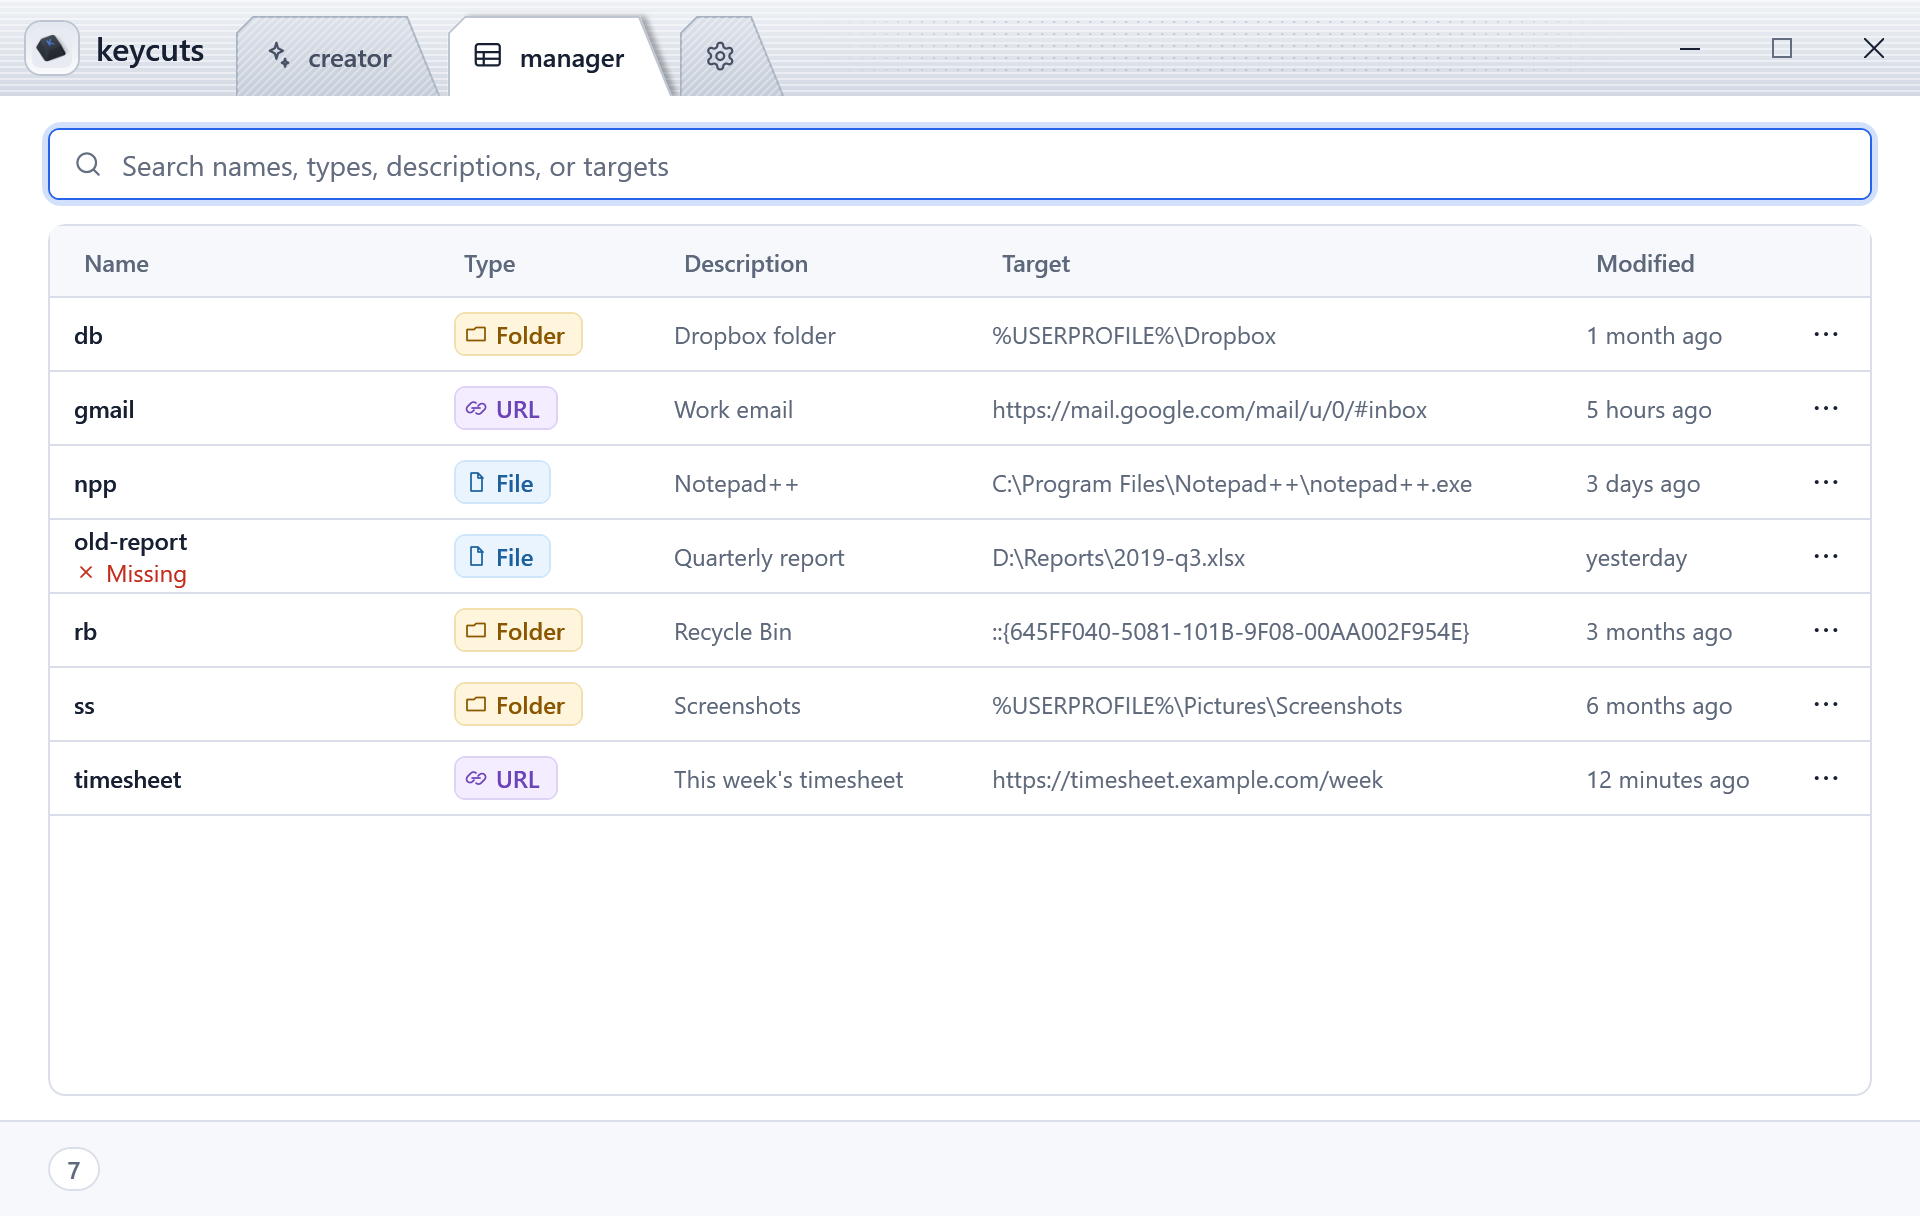 keycuts
creator
manager
Search names, types, descriptions, or targets
Name Type Description Target Modified
db Folder Dropbox folder %USERPROFILE%\Dropbox 1 month ago
gmail URL Work email https://mail.google.com/mail/u/0/#inbox 5 hours ago
npp File Notepad++ C:\Program Files\Notepad++\notepad++.exe 3 days ago
old-report File Quarterly report D:\Reports\2019-q3.xlsx yesterday
Missing
rb Folder Recycle Bin ::{645FF040-5081-101B-9F08-00AA002F954E} 3 months ago
ss Folder Screenshots %USERPROFILE%\Pictures\Screenshots 6 months ago
timesheet URL This week's timesheet https://timesheet.example.com/week 12 minutes ago
7